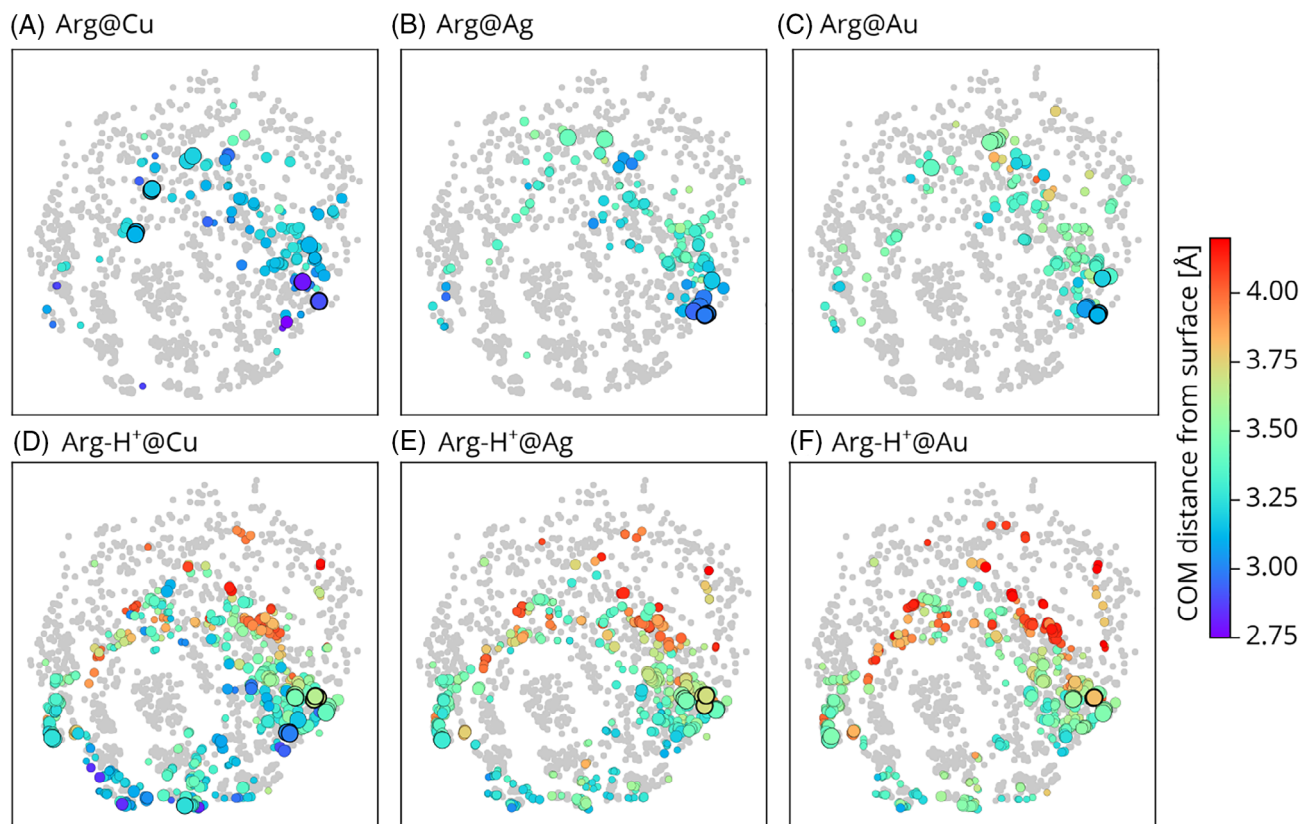 (A) Arg@Cu
(B) Arg@Ag
(C) Arg@Au
(D) Arg-H⁺@Cu
(E) Arg-H⁺@Ag
(F) Arg-H⁺@Au
COM distance from surface [Å]
4.00
3.75
3.50
3.25
3.00
2.75